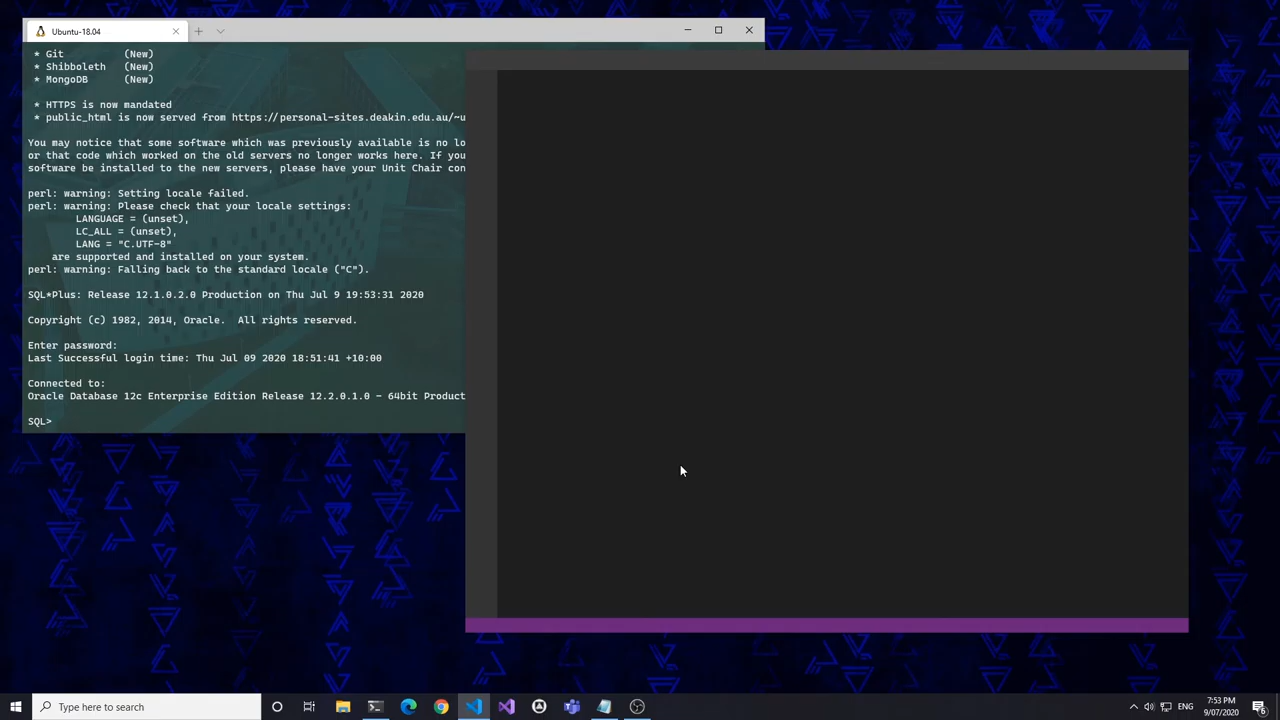 Ubuntu-18.04
* Git (New)
* Shibboleth (New)
* MongoDB (New)
* HTTPS is now mandated
* public_html is now served from https://personal-sites.deakin.edu.au/~u
You may notice that some software which was previously available is no lo
or that code which worked on the old servers no longer works here. If you
software be installed to the new servers, please have your Unit Chair con
perl: warning: Setting locale failed.
perl: warning: Please check that your locale settings:
LANGUAGE = (unset),
LC_ALL = (unset),
LANG = "C.UTF-8"
are supported and installed on your system.
perl: warning: Falling back to the standard locale ("C").
SQL*Plus: Release 12.1.0.2.0 Production on Thu Jul 9 19:53:31 2020
Copyright (c) 1982, 2014, Oracle. All rights reserved.
Enter password:
Last Successful login time: Thu Jul 09 2020 18:51:41 +10:00
Connected to:
Oracle Database 12c Enterprise Edition Release 12.2.0.1.0 - 64bit Product
SQL>
Type here to search
ENG
7:53 PM
9/07/2020
6